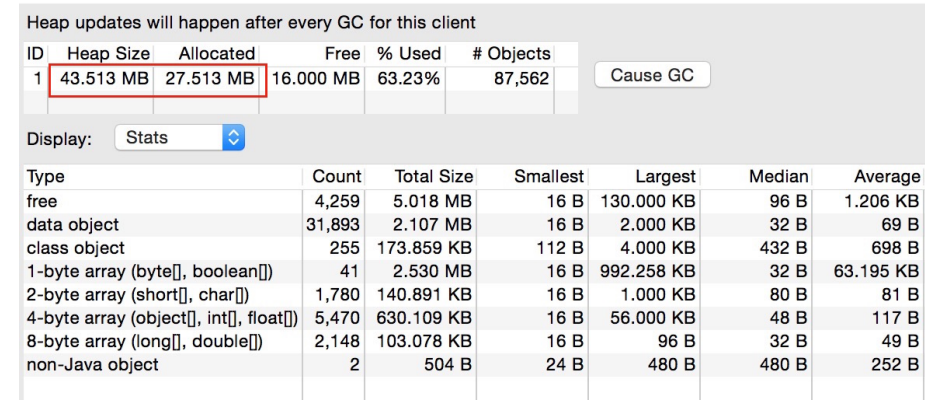 Heap updates will happen after every GC for this client
ID Heap Size Allocated Free % Used # Objects
1 43.513 MB 27.513 MB 16.000 MB 63.23% 87,562
Cause GC
Display: Stats
Type Count Total Size Smallest Largest Median Average
free 4,259 5.018 MB 16 B 130.000 KB 96 B 1.206 KB
data object 31,893 2.107 MB 16 B 2.000 KB 32 B 69 B
class object 255 173.859 KB 112 B 4.000 KB 432 B 698 B
1-byte array (byte[], boolean[]) 41 2.530 MB 16 B 992.258 KB 32 B 63.195 KB
2-byte array (short[], char[]) 1,780 140.891 KB 16 B 1.000 KB 80 B 81 B
4-byte array (object[], int[], float[]) 5,470 630.109 KB 16 B 56.000 KB 48 B 117 B
8-byte array (long[], double[]) 2,148 103.078 KB 16 B 96 B 32 B 49 B
non-Java object 2 504 B 24 B 480 B 480 B 252 B